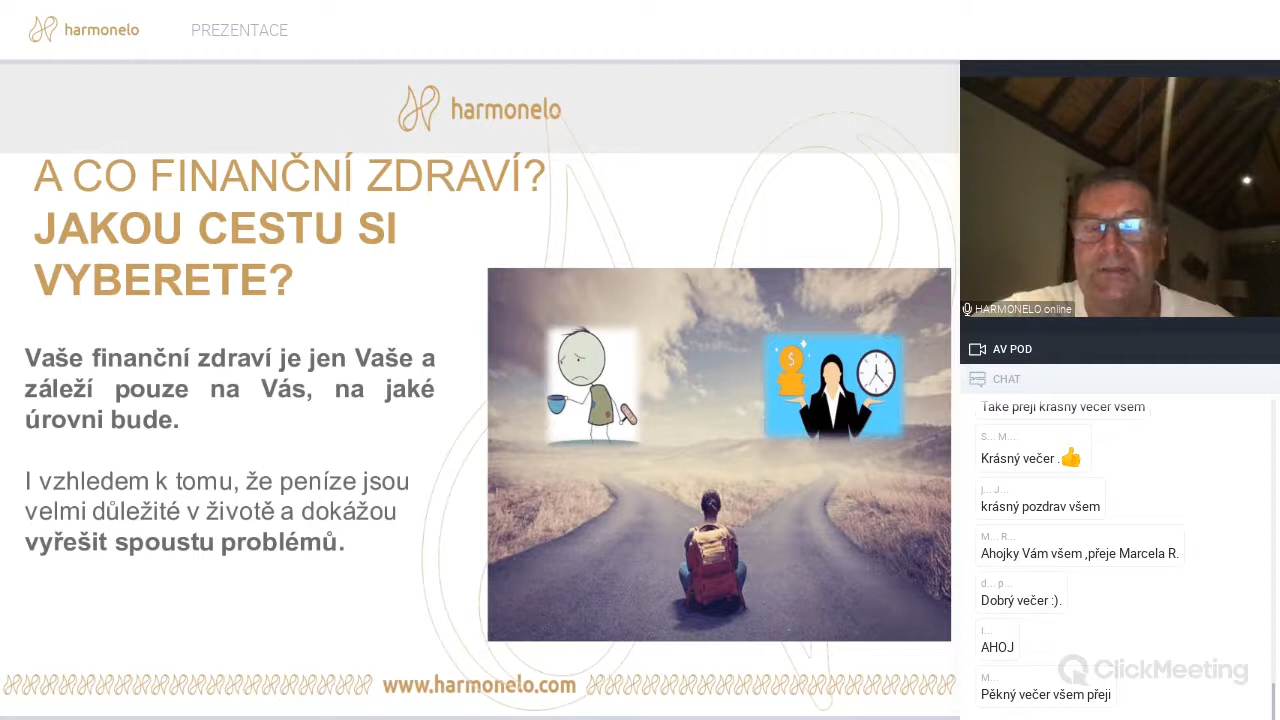 harmonelo
PREZENTACE
harmonelo
A CO FINANČNÍ ZDRAVÍ?
JAKOU CESTU SI
VYBERETE?
Vaše finanční zdraví je jen Vaše a
záleží pouze na Vás, na jaké
úrovni bude.
I vzhledem k tomu, že peníze jsou
velmi důležité v životě a dokážou
vyřešit spoustu problémů.
$
www.harmonelo.com
HARMONELO online
AV POD
CHAT
Také přeji krásný večer všem
S... M...
Krásný večer .👍
j... J...
krásný pozdrav všem
M... R...
Ahojky Vám všem ,přeje Marcela R.
d... p...
Dobrý večer :).
I...
AHOJ
M...
Pěkný večer všem přeji
ClickMeeting